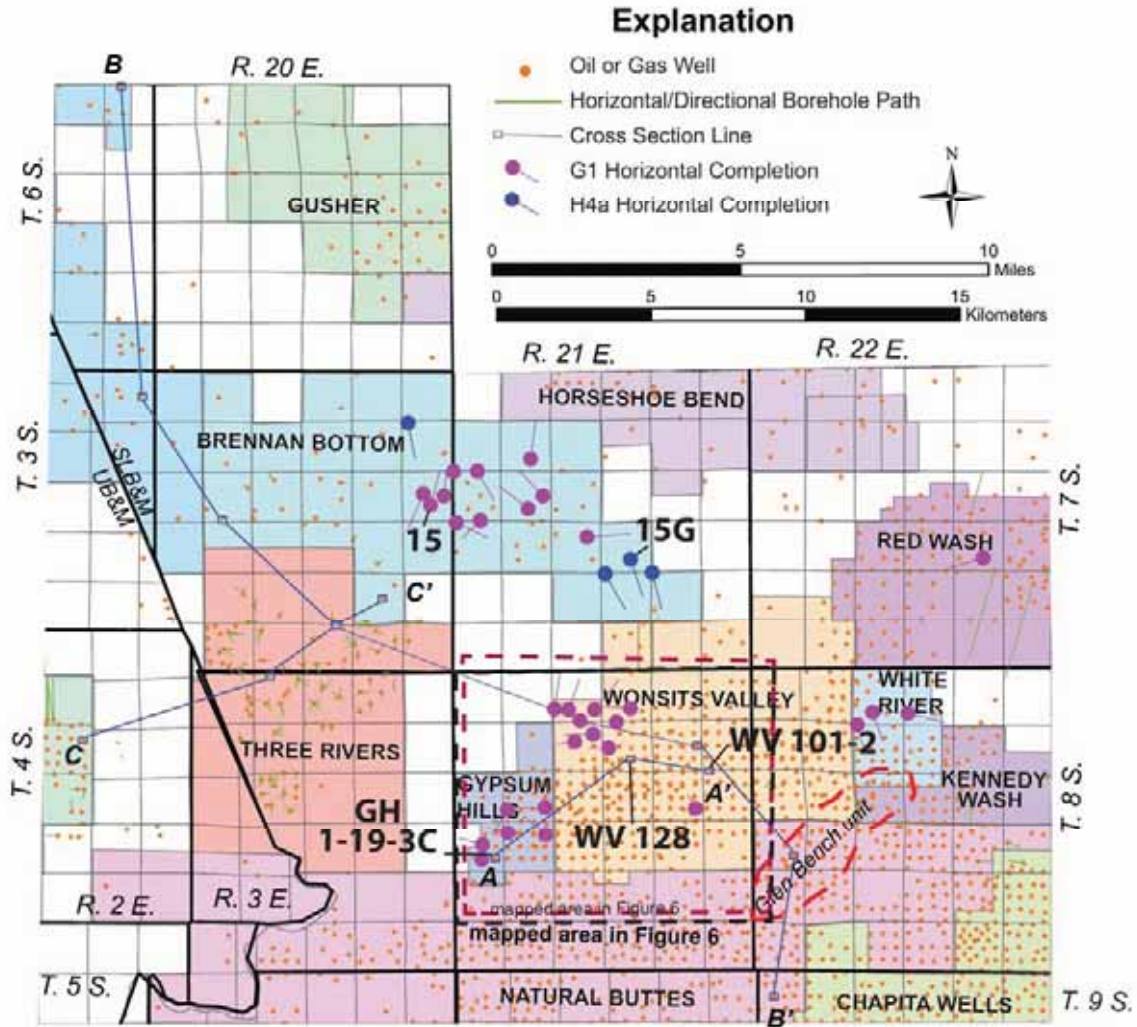 Explanation
Oil or Gas Well
Horizontal/Directional Borehole Path
Cross Section Line
G1 Horizontal Completion
H4a Horizontal Completion
N
0 5 10
Miles
0 5 10 15
Kilometers
B
R. 20 E.
T. 6 S.
GUSHER
R. 21 E.
R. 22 E.
HORSESHOE BEND
BRENNAN BOTTOM
T. 3 S.
SLB&M
UB&M
T. 7 S.
15
15G
RED WASH
C'
WONSITS VALLEY
WHITE
RIVER
THREE RIVERS
C
T. 4 S.
WV 101-2
GYPSUM
HILLS
A'
KENNEDY
WASH
T. 8 S.
GH
1-19-3C
WV 128
A
Glen Bench unit
R. 2 E.
R. 3 E.
mapped area in Figure 6
mapped area in Figure 6
T. 5 S.
NATURAL BUTTES
CHAPITA WELLS
T. 9 S.
B'